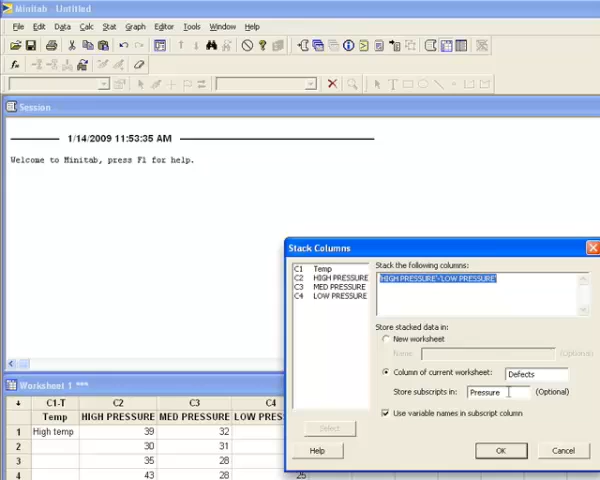 Minitab - Untitled
File Edit Data Calc Stat Graph Editor Tools Window Help
Session
1/14/2009 11:53:35 AM
Welcome to Minitab, press F1 for help.
Stack Columns
Stack the following columns:
C1 Temp
C2 HIGH PRESSURE
C3 MED PRESSURE
C4 LOW PRESSURE
'HIGH PRESSURE'-'LOW PRESSURE'
Store stacked data in:
New worksheet
Name: (Optional)
Column of current worksheet: Defects
Store subscripts in: Pressure (Optional)
Use variable names in subscript column
Select
Help OK Cancel
Worksheet 1 ***
C1-T C2 C3 C4
Temp HIGH PRESSURE MED PRESSURE LOW PRESS
1 High temp 39 32
2 30 31
3 35 28
4 43 28 25